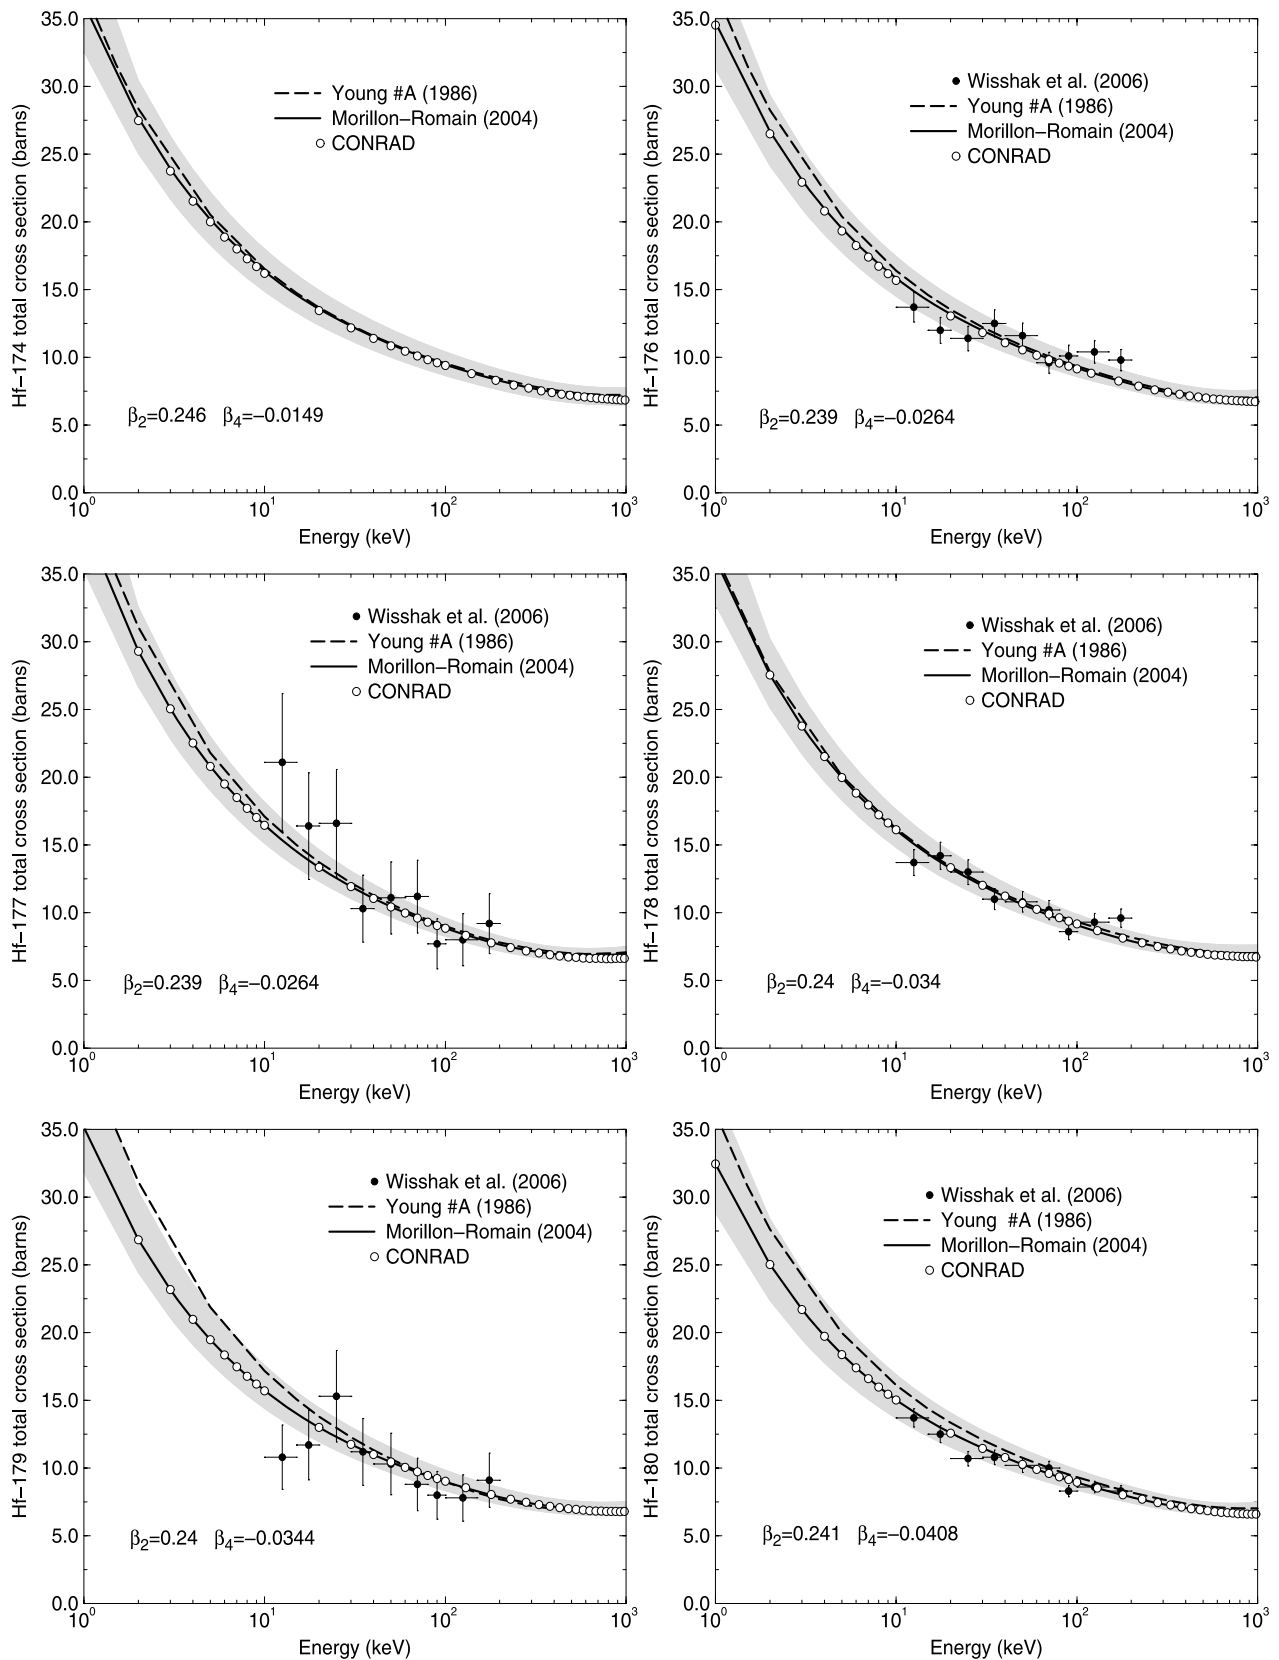 35.0
30.0
25.0
20.0
15.0
10.0
5.0
0.0
Hf−174 total cross section (barns)
Young #A (1986)
Morillon−Romain (2004)
CONRAD
β2=0.246 β4=−0.0149
10^0 10^1 10^2 10^3
Energy (keV)
35.0
30.0
25.0
20.0
15.0
10.0
5.0
0.0
Hf−176 total cross section (barns)
Wisshak et al. (2006)
Young #A (1986)
Morillon−Romain (2004)
CONRAD
β2=0.239 β4=−0.0264
10^0 10^1 10^2 10^3
Energy (keV)
35.0
30.0
25.0
20.0
15.0
10.0
5.0
0.0
Hf−177 total cross section (barns)
Wisshak et al. (2006)
Young #A (1986)
Morillon−Romain (2004)
CONRAD
β2=0.239 β4=−0.0264
10^0 10^1 10^2 10^3
Energy (keV)
35.0
30.0
25.0
20.0
15.0
10.0
5.0
0.0
Hf−178 total cross section (barns)
Wisshak et al. (2006)
Young #A (1986)
Morillon−Romain (2004)
CONRAD
β2=0.24 β4=−0.034
10^0 10^1 10^2 10^3
Energy (keV)
35.0
30.0
25.0
20.0
15.0
10.0
5.0
0.0
Hf−179 total cross section (barns)
Wisshak et al. (2006)
Young #A (1986)
Morillon−Romain (2004)
CONRAD
β2=0.24 β4=−0.0344
10^0 10^1 10^2 10^3
Energy (keV)
35.0
30.0
25.0
20.0
15.0
10.0
5.0
0.0
Hf−180 total cross section (barns)
Wisshak et al. (2006)
Young #A (1986)
Morillon−Romain (2004)
CONRAD
β2=0.241 β4=−0.0408
10^0 10^1 10^2 10^3
Energy (keV)